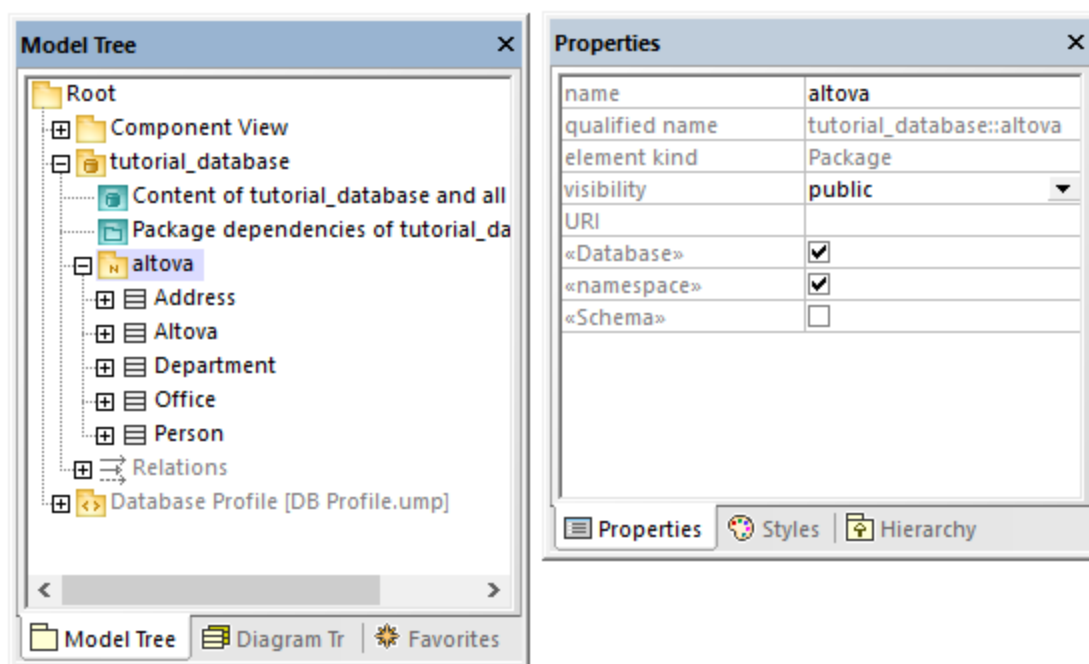 Model Tree
Root
Component View
tutorial_database
Content of tutorial_database and all
Package dependencies of tutorial_da
N altova
Address
Altova
Department
Office
Person
Relations
Database Profile [DB Profile.ump]
Model Tree Diagram Tr Favorites
Properties
name altova
qualified name tutorial_database::altova
element kind Package
visibility public
URI
«Database»
«namespace»
«Schema»
Properties Styles Hierarchy